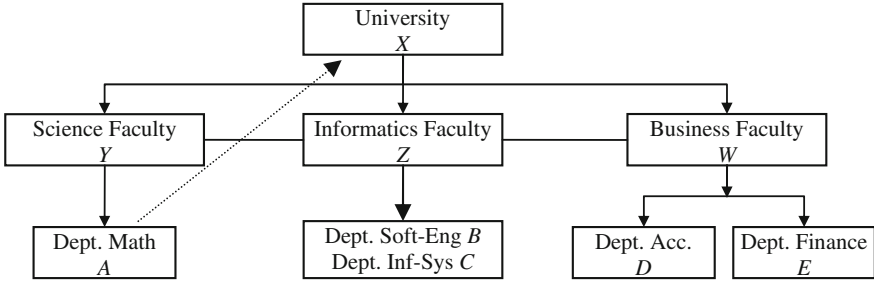 University
X
Science Faculty
Y
Informatics Faculty
Z
Business Faculty
W
Dept. Math
A
Dept. Soft-Eng B
Dept. Inf-Sys C
Dept. Acc.
D
Dept. Finance
E